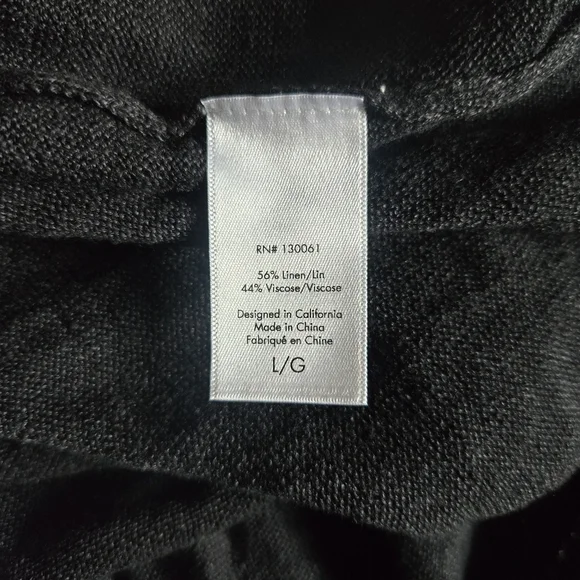 RN# 130061
56% Linen/Lin
44% Viscose/Viscose
Designed in California
Made in China
Fabriqué en Chine
L/G